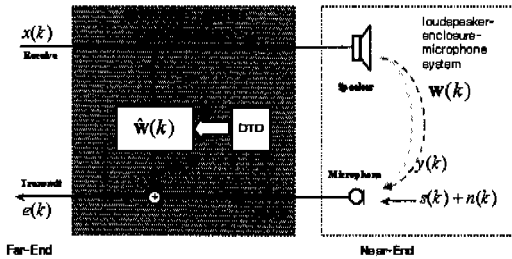 x(k)
Receive
loudspeaker-
enclosure-
microphone
system
Speaker
w(k)
ŵ(k)
DTD
y(k)
Transmit
Microphone
+
e(k)
s(k) + n(k)
Far-End
Near-End